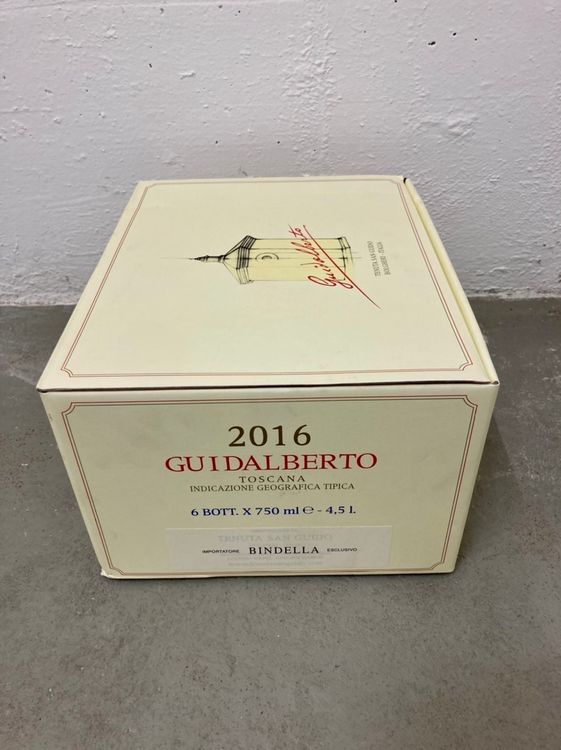 Guidalberto
TENUTA SAN GUIDO
BOLGHERI - ITALIA
2016
GUIDALBERTO
TOSCANA
INDICAZIONE GEOGRAFICA TIPICA
6 BOTT. X 750 ml ℮ - 4,5 l.
TENUTA SAN GUIDO
IMPORTATORE BINDELLA ESCLUSIVO